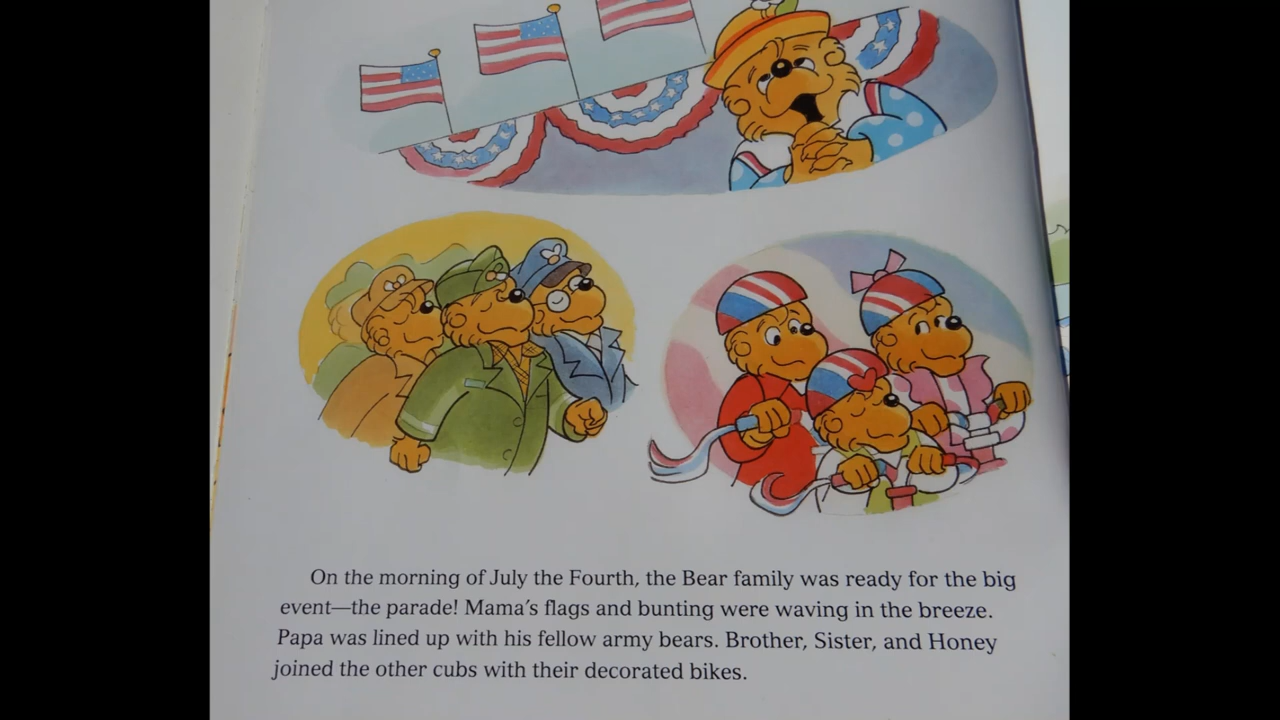 On the morning of July the Fourth, the Bear family was ready for the big
event—the parade! Mama's flags and bunting were waving in the breeze.
Papa was lined up with his fellow army bears. Brother, Sister, and Honey
joined the other cubs with their decorated bikes.